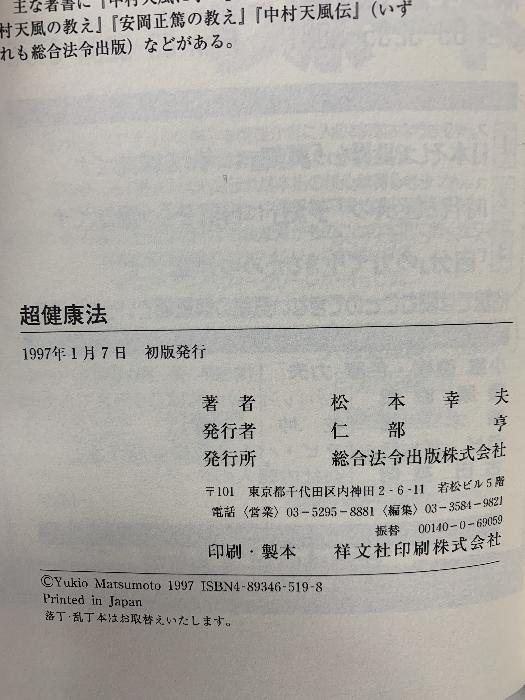 主な著書に『中村天風に
村天風の教え』『安岡正篤の教え』『中村天風伝』（いず
れも総合法令出版）などがある。
超健康法
1997年1月7日 初版発行
著者 松本幸夫
発行者 仁部亨
発行所 総合法令出版株式会社
〒101 東京都千代田区内神田2-6-11 若松ビル5階
電話〈営業〉03-5295-8881〈編集〉03-3584-9821
振替 00140-0-69059
印刷・製本 祥文社印刷株式会社
©Yukio Matsumoto 1997 ISBN4-89346-519-8
Printed in Japan
落丁・乱丁本はお取替えいたします。